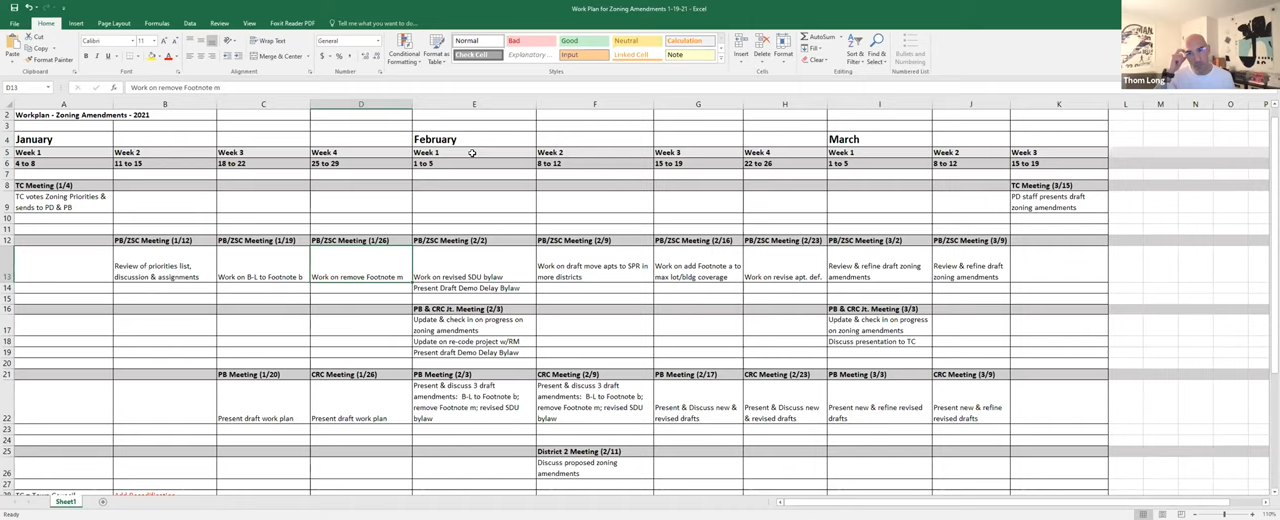 Work Plan for Zoning Amendments 1-19-21 - Excel
File Home Insert Page Layout Formulas Data Review View Foxit Reader PDF Tell me what you want to do
Paste
Cut
Copy
Format Painter
Clipboard
Calibri 11
B I U
Font
Wrap Text
Merge & Center
Alignment
General
$ % ,
Number
Conditional Formatting
Format as Table
Normal Bad Good Neutral Calculation
Check Cell Explanatory ... Input Linked Cell Note
Styles
Insert Delete Format
Cells
AutoSum
Fill
Clear
Sort & Filter
Find & Select
Editing
Bullets and Numbering
Numbered List
Thom Long
D13 fx Work on remove Footnote m
A B C D E F G H I J K L M N O P
2 Workplan - Zoning Amendments - 2021
3
4 January February March
5 Week 1 Week 2 Week 3 Week 4 Week 1 Week 2 Week 3 Week 4 Week 1 Week 2 Week 3
6 4 to 8 11 to 15 18 to 22 25 to 29 1 to 5 8 to 12 15 to 19 22 to 26 1 to 5 8 to 12 15 to 19
7
8 TC Meeting (1/4) TC Meeting (3/15)
9 TC votes Zoning Priorities & sends to PD & PB PD staff presents draft zoning amendments
10
11
12 PB/ZSC Meeting (1/12) PB/ZSC Meeting (1/19) PB/ZSC Meeting (1/26) PB/ZSC Meeting (2/2) PB/ZSC Meeting (2/9) PB/ZSC Meeting (2/16) PB/ZSC Meeting (2/23) PB/ZSC Meeting (3/2) PB/ZSC Meeting (3/9)
13 Review of priorities list, discussion & assignments Work on B-L to Footnote b Work on remove Footnote m Work on revised SDU bylaw Work on draft move apts to SPR in more districts Work on add Footnote a to max lot/bldg coverage Work on revise apt. def. Review & refine draft zoning amendments Review & refine draft zoning amendments
14 Present Draft Demo Delay Bylaw
15
16 PB & CRC Jt. Meeting (2/3) PB & CRC Jt. Meeting (3/3)
17 Update & check in on progress on zoning amendments Update & check in on progress on zoning amendments
18 Update on re-code project w/RM Discuss presentation to TC
19 Present draft Demo Delay Bylaw
20
21 PB Meeting (1/20) CRC Meeting (1/26) PB Meeting (2/3) CRC Meeting (2/9) PB Meeting (2/17) CRC Meeting (2/23) PB Meeting (3/3) CRC Meeting (3/9)
22 Present draft work plan Present draft work plan Present & discuss 3 draft amendments: B-L to Footnote b; remove Footnote m; revised SDU bylaw Present & discuss 3 draft amendments: B-L to Footnote b; remove Footnote m; revised SDU bylaw Present & Discuss new & revised drafts Present & Discuss new & revised drafts Present new & refine revised drafts Present new & refine revised drafts
23
24
25 District 2 Meeting (2/11)
26 Discuss proposed zoning amendments
27
Sheet1
Ready 110%